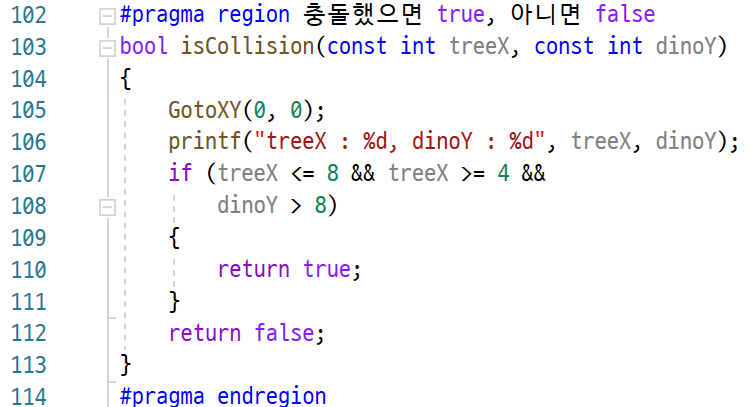 102 #pragma region 충돌했으면 true, 아니면 false
103 bool isCollision(const int treeX, const int dinoY)
104 {
105     GotoXY(0, 0);
106     printf("treeX : %d, dinoY : %d", treeX, dinoY);
107     if (treeX <= 8 && treeX >= 4 &&
108         dinoY > 8)
109     {
110         return true;
111     }
112     return false;
113 }
114 #pragma endregion